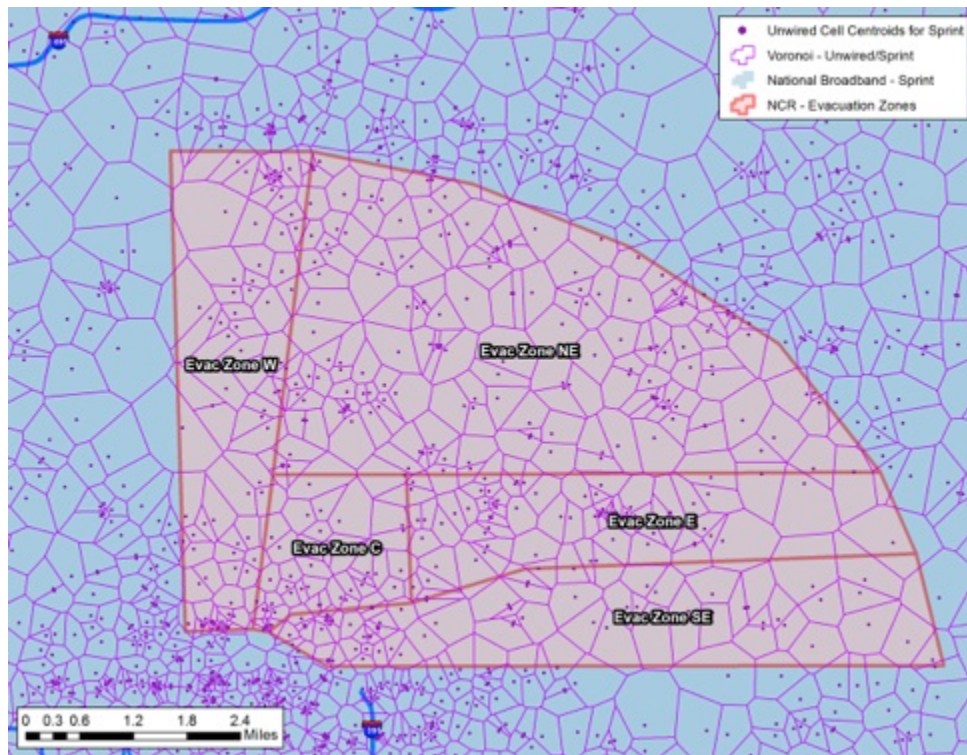 Unwired Cell Centroids for Sprint
Voronoi - Unwired/Sprint
National Broadband - Sprint
NCR - Evacuation Zones
Evac Zone W
Evac Zone NE
Evac Zone E
Evac Zone C
Evac Zone SE
0 0.3 0.6 1.2 1.8 2.4
Miles